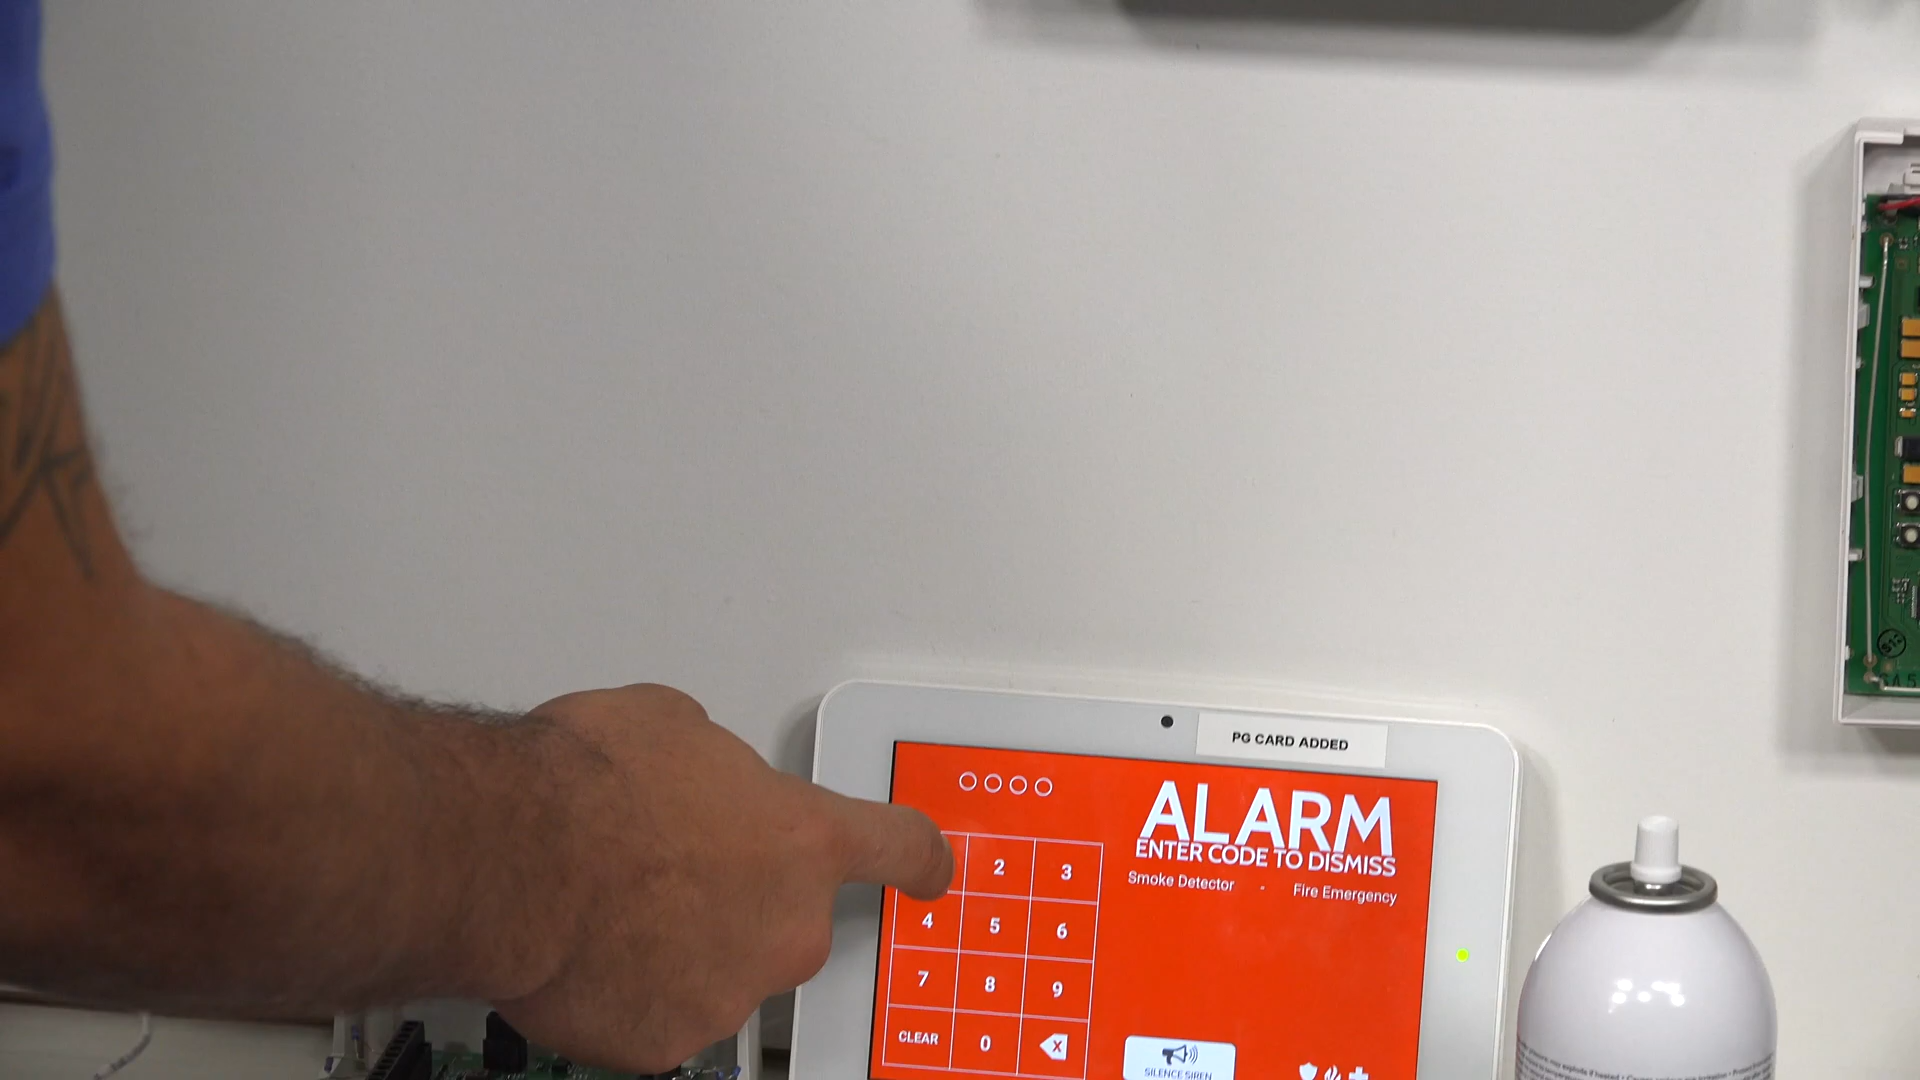 PG CARD ADDED
ALARM
ENTER CODE TO DISMISS
Smoke Detector - Fire Emergency
2 3
4 5 6
7 8 9
CLEAR 0 X
SILENCE SIREN